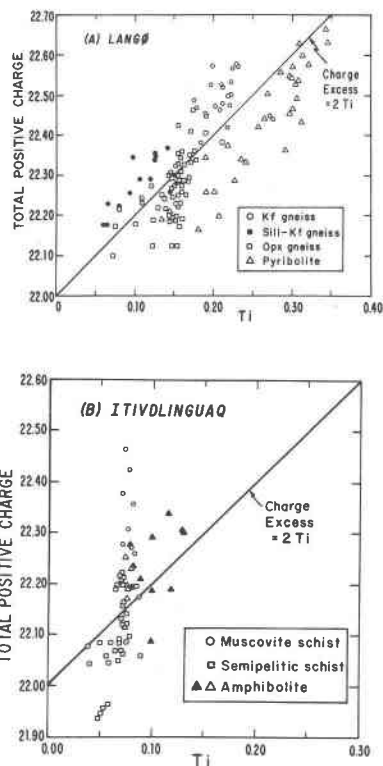 (A) LANGØ
22.70
22.60
22.50
22.40
22.30
22.20
22.10
22.00
TOTAL POSITIVE CHARGE
Charge
Excess
= 2 Ti
Kf gneiss
Sill-Kf gneiss
Opx gneiss
Pyribolite
0 0.10 0.20 0.30 0.40
Ti
(B) ITIVDLINGUAQ
22.60
22.50
22.40
22.30
22.20
22.10
22.00
21.90
TOTAL POSITIVE CHARGE
Charge
Excess
= 2 Ti
Muscovite schist
Semipelitic schist
Amphibolite
0.00 0.10 0.20 0.30
Ti